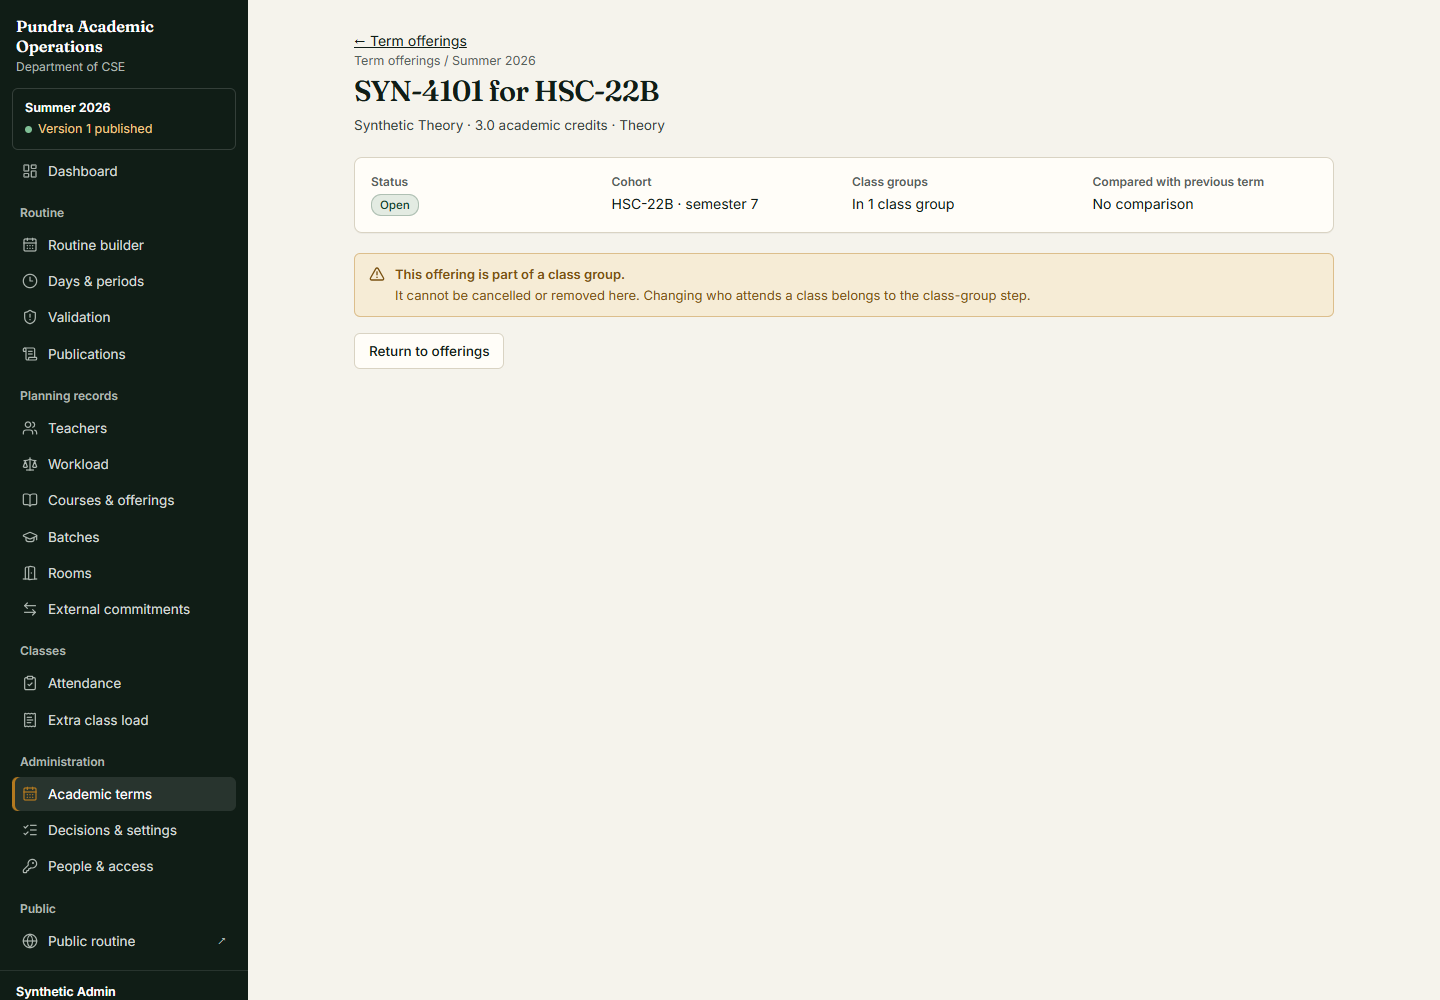 Pundra Academic
Operations
Department of CSE
Summer 2026
Version 1 published
Dashboard
Routine
Routine builder
Days & periods
Validation
Publications
Planning records
Teachers
Workload
Courses & offerings
Batches
Rooms
External commitments
Classes
Attendance
Extra class load
Administration
Academic terms
Decisions & settings
People & access
Public
Public routine ↗
Synthetic Admin
← Term offerings
Term offerings / Summer 2026
SYN-4101 for HSC-22B
Synthetic Theory · 3.0 academic credits · Theory
Status
Open
Cohort
HSC-22B · semester 7
Class groups
In 1 class group
Compared with previous term
No comparison
This offering is part of a class group.
It cannot be cancelled or removed here. Changing who attends a class belongs to the class-group step.
Return to offerings